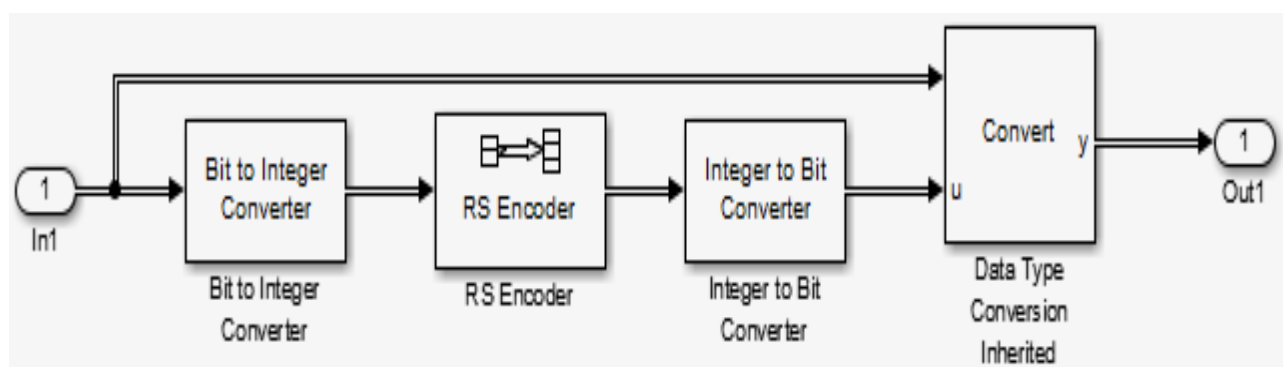 1
In1
Bit to Integer
Converter
Bit to Integer
Converter
RS Encoder
RS Encoder
Integer to Bit
Converter
Integer to Bit
Converter
Convert
y
u
Data Type
Conversion
Inherited
1
Out1